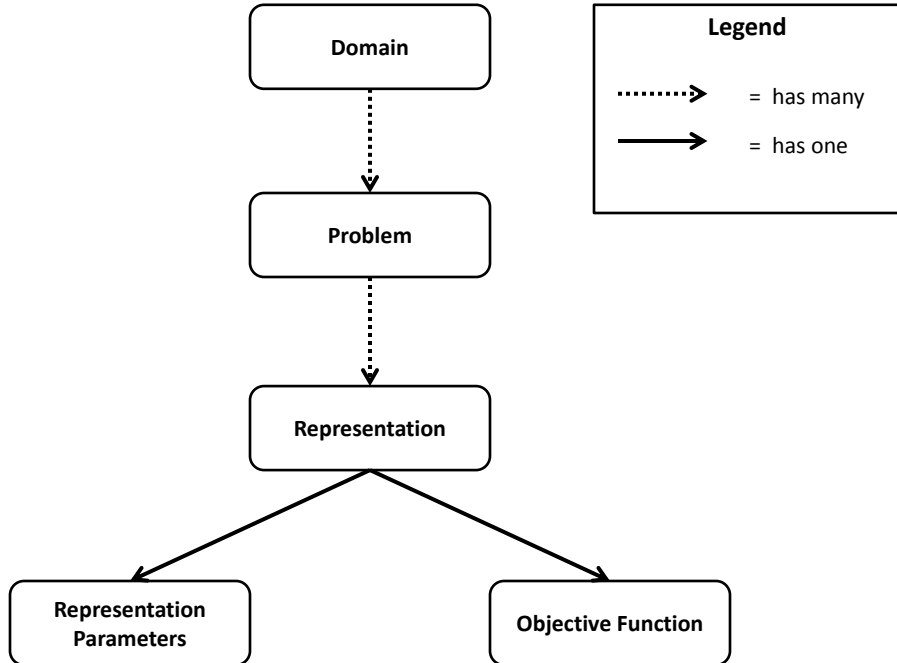 Domain
Legend
= has many
= has one
Problem
Representation
Representation
Parameters
Objective Function